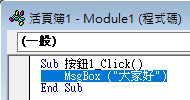 活頁簿1 - Module1 (程式碼)
(一般)
Sub 按鈕1_Click()
MsgBox ("大家好")
End Sub